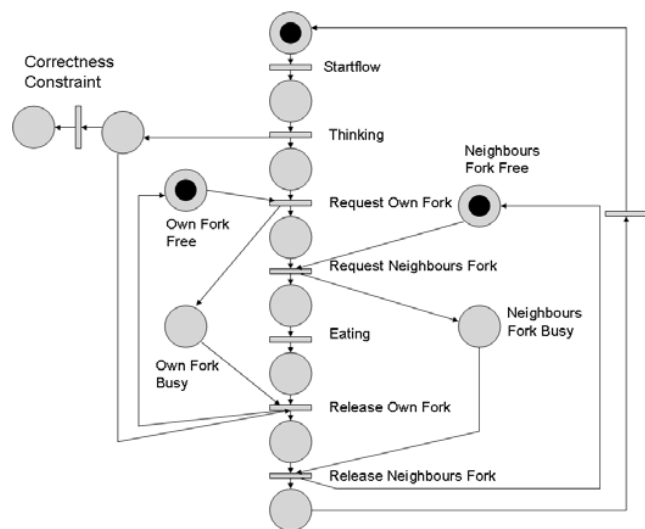 Startflow
Correctness
Constraint
Thinking
Neighbours
Fork Free
Request Own Fork
Own Fork
Free
Request Neighbours Fork
Neighbours
Fork Busy
Eating
Own Fork
Busy
Release Own Fork
Release Neighbours Fork